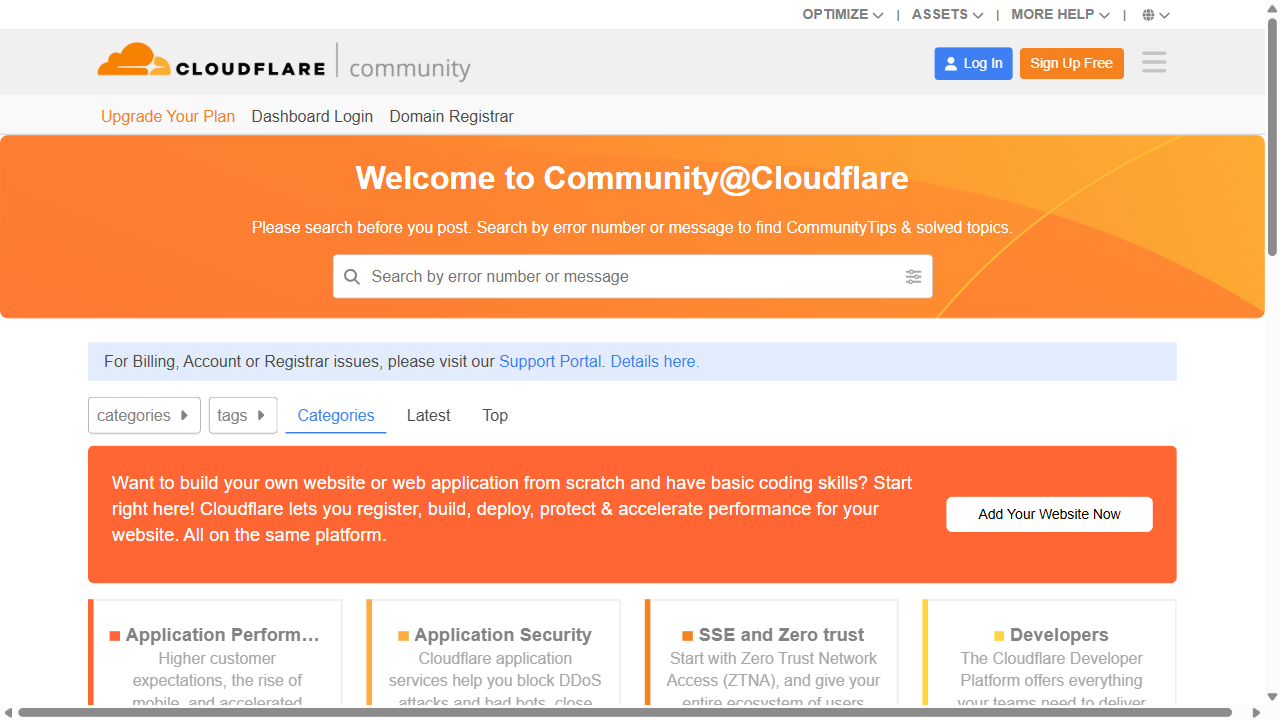 OPTIMIZE | ASSETS | MORE HELP |
CLOUDFLARE | community
Log In
Sign Up Free
Upgrade Your Plan Dashboard Login Domain Registrar
Welcome to Community@Cloudflare
Please search before you post. Search by error number or message to find CommunityTips & solved topics.
Search by error number or message
For Billing, Account or Registrar issues, please visit our Support Portal. Details here.
categories tags Categories Latest Top
Want to build your own website or web application from scratch and have basic coding skills? Start
right here! Cloudflare lets you register, build, deploy, protect & accelerate performance for your
website. All on the same platform.
Add Your Website Now
Application Perform…
Higher customer
expectations, the rise of
mobile, and accelerated
Application Security
Cloudflare application
services help you block DDoS
attacks and bad bots, close
SSE and Zero trust
Start with Zero Trust Network
Access (ZTNA), and give your
entire ecosystem of users
Developers
The Cloudflare Developer
Platform offers everything
your teams need to deliver